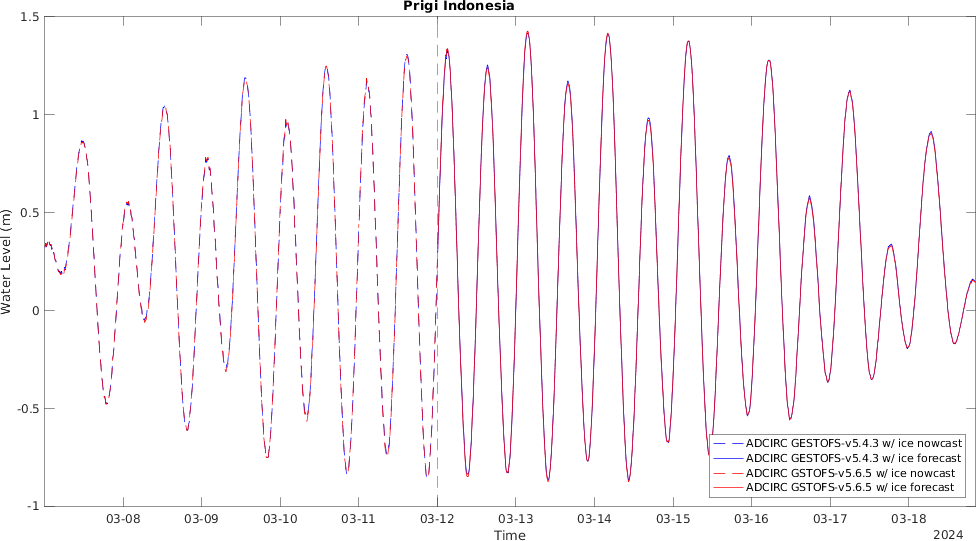 Prigi Indonesia
1.5
1
0.5
0
-0.5
-1
Water Level (m)
03-08 03-09 03-10 03-11 03-12 03-13 03-14 03-15 03-16 03-17 03-18
Time
2024
ADCIRC GESTOFS-v5.4.3 w/ ice nowcast
ADCIRC GESTOFS-v5.4.3 w/ ice forecast
ADCIRC GSTOFS-v5.6.5 w/ ice nowcast
ADCIRC GSTOFS-v5.6.5 w/ ice forecast